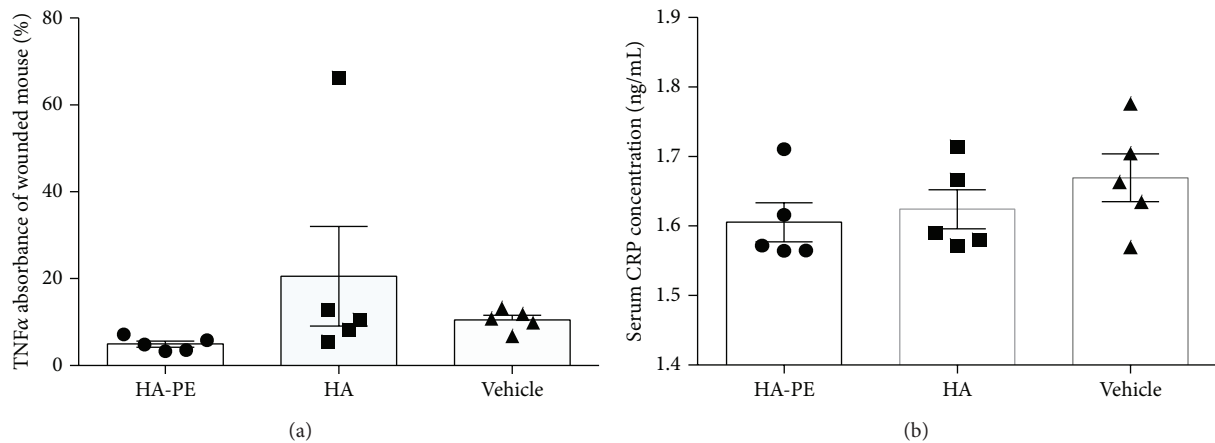 TNFα absorbance of wounded mouse (%)
80
60
40
20
0
HA-PE HA Vehicle
(a)
Serum CRP concentration (ng/mL)
1.9
1.8
1.7
1.6
1.5
1.4
HA-PE HA Vehicle
(b)